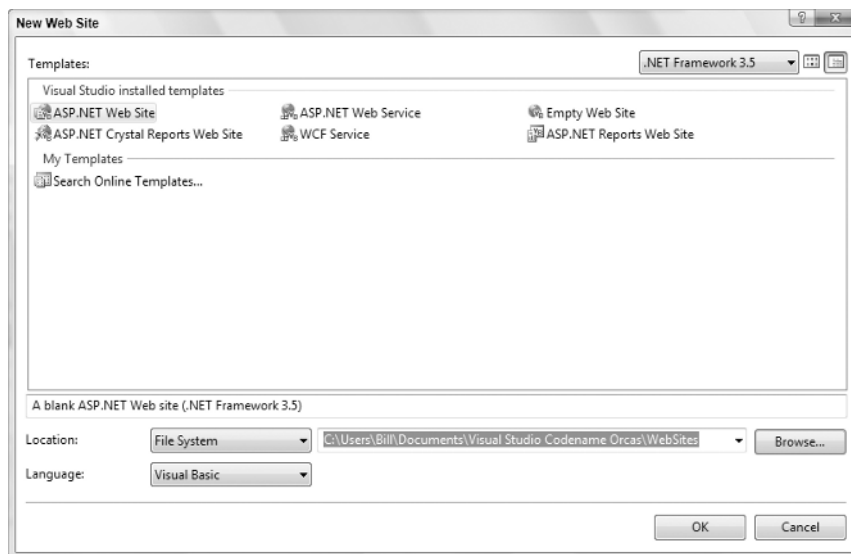 New Web Site
Templates:
.NET Framework 3.5
Visual Studio installed templates
ASP.NET Web Site
ASP.NET Web Service
Empty Web Site
ASP.NET Crystal Reports Web Site
WCF Service
ASP.NET Reports Web Site
My Templates
Search Online Templates...
A blank ASP.NET Web site (.NET Framework 3.5)
Location:
File System
C:\Users\Bill\Documents\Visual Studio Codename Orcas\WebSites
Browse...
Language:
Visual Basic
OK
Cancel